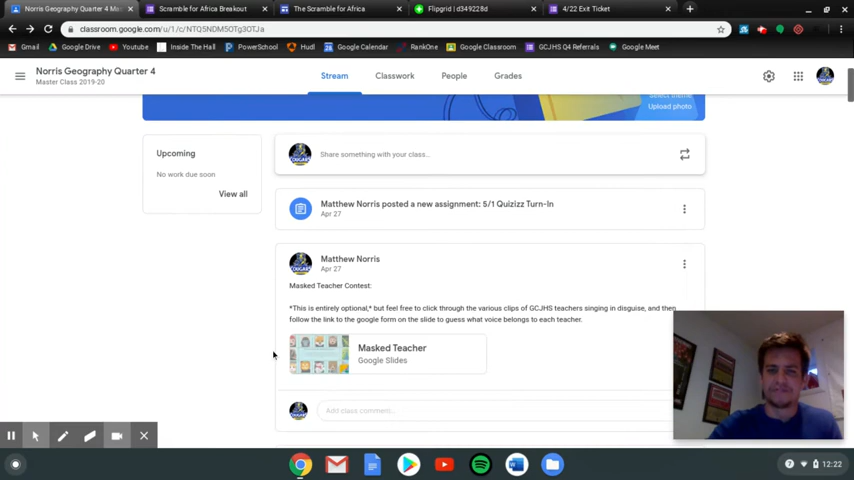 Norris Geography Quarter 4 Mas
Scramble for Africa Breakout
The Scramble for Africa
Flipgrid | d349228d
4/22 Exit Ticket
classroom.google.com/u/1/c/NTQ5NDM5OTg3OTJa
Gmail
Google Drive
Youtube
Inside The Hall
PowerSchool
Hudl
Google Calendar
RankOne
Google Classroom
GCJHS Q4 Referrals
Google Meet
Norris Geography Quarter 4
Master Class 2019-20
Stream
Classwork
People
Grades
Select theme
Upload photo
Upcoming
No work due soon
View all
Share something with your class...
Matthew Norris posted a new assignment: 5/1 Quizizz Turn-In
Apr 27
Matthew Norris
Apr 27
Masked Teacher Contest:
*This is entirely optional,* but feel free to click through the various clips of GCJHS teachers singing in disguise, and then
follow the link to the google form on the slide to guess what voice belongs to each teacher.
Masked Teacher
Google Slides
Add class comment...
12:22